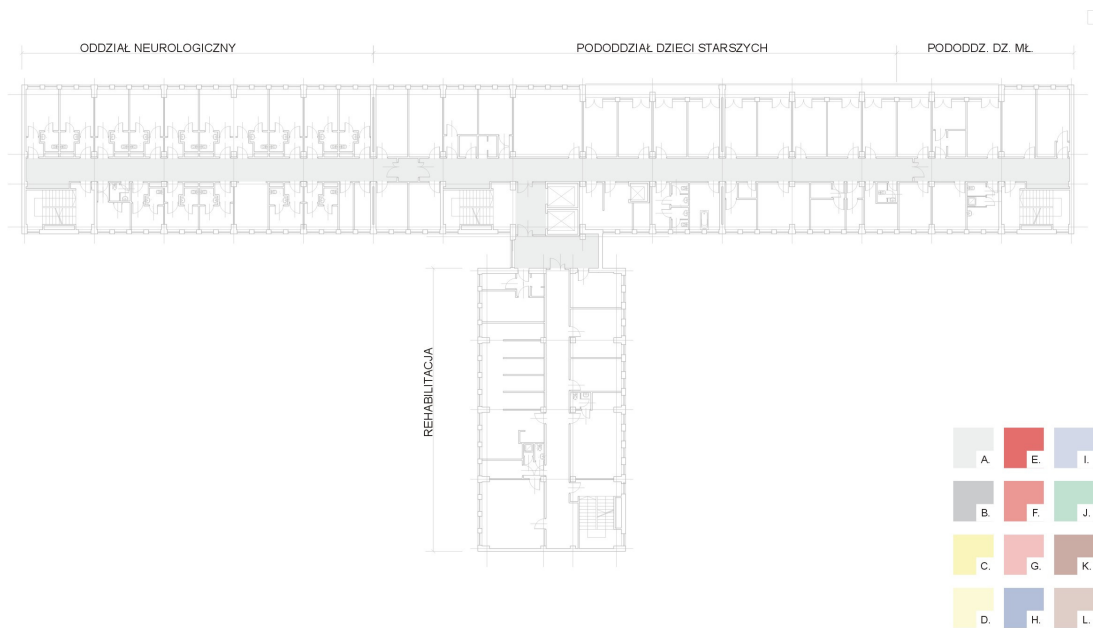 ODDZIAŁ NEUROLOGICZNY
PODODDZIAŁ DZIECI STARSZYCH
PODODDZ. DZ. MŁ.
REHABILITACJA
A.
E.
I.
B.
F.
J.
C.
G.
K.
D.
H.
L.